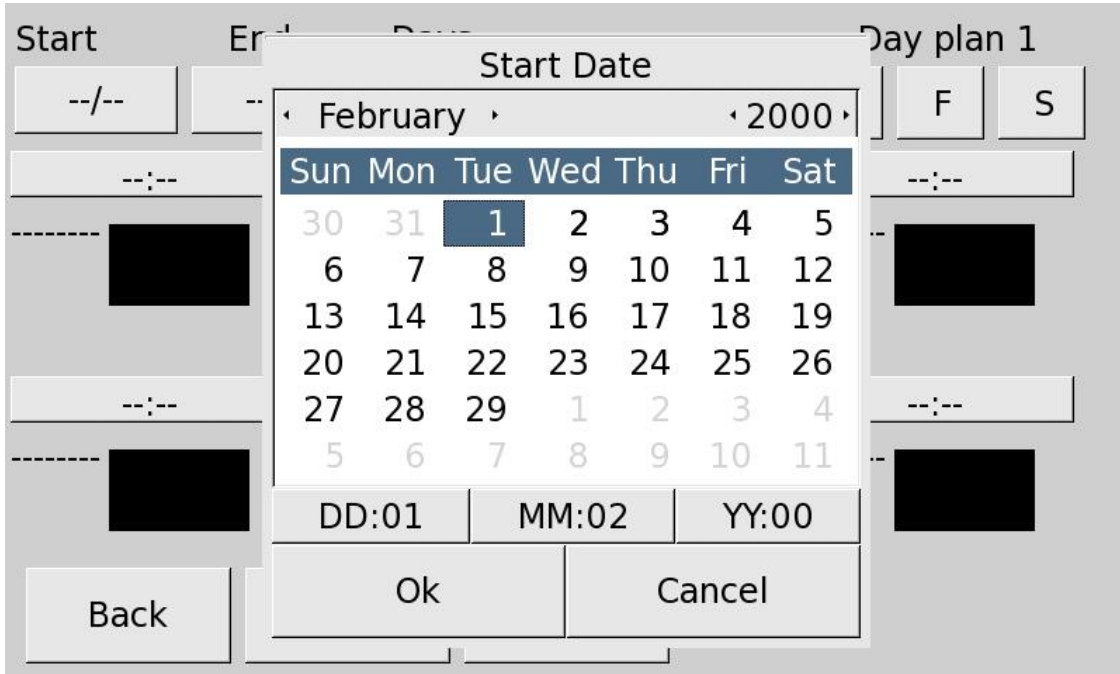 Start Day plan 1
--/-- F S
--:-- --:--
--------
--:-- --:--
--------
Start Date
February 2000
Sun Mon Tue Wed Thu Fri Sat
30 31 1 2 3 4 5
6 7 8 9 10 11 12
13 14 15 16 17 18 19
20 21 22 23 24 25 26
27 28 29 1 2 3 4
5 6 7 8 9 10 11
DD:01 MM:02 YY:00
Ok Cancel
Back